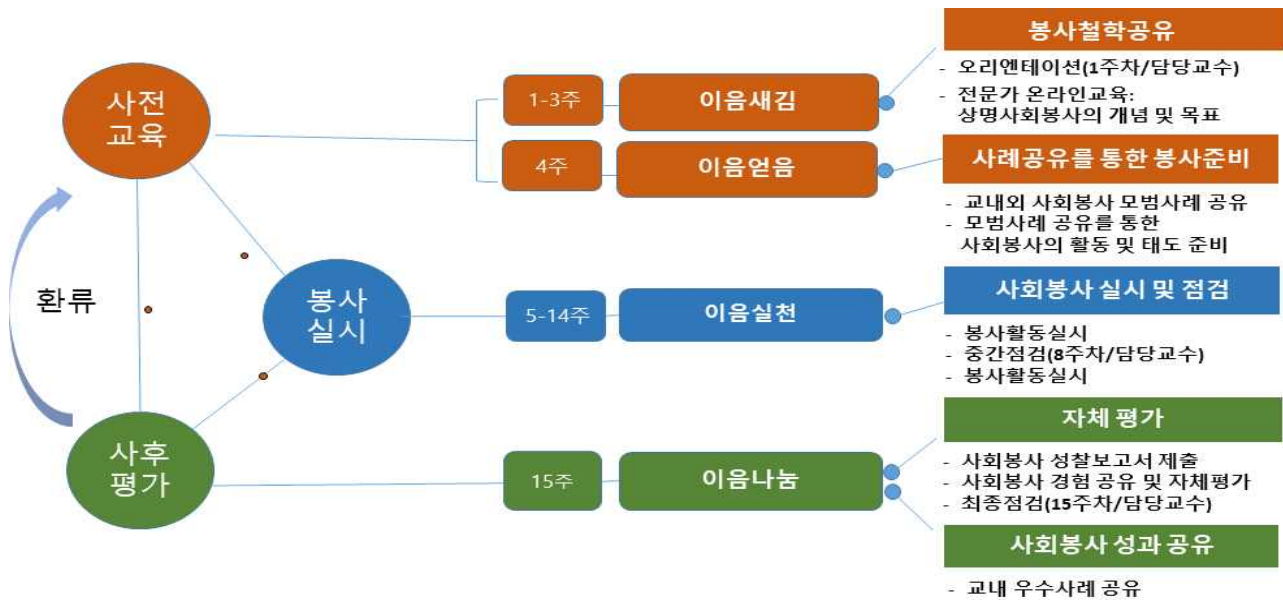 사전
교육
1-3주
이음새김
봉사철학공유
- 오리엔테이션(1주차/담당교수)
- 전문가 온라인교육:
상명사회봉사의 개념 및 목표
4주
이음얻음
사례공유를 통한 봉사준비
- 교내외 사회봉사 모범사례 공유
- 모범사례 공유를 통한
사회봉사의 활동 및 태도 준비
환류
봉사
실시
5-14주
이음실천
사회봉사 실시 및 점검
- 봉사활동실시
- 중간점검(8주차/담당교수)
- 봉사활동실시
사후
평가
15주
이음나눔
자체 평가
- 사회봉사 성찰보고서 제출
- 사회봉사 경험 공유 및 자체평가
- 최종점검(15주차/담당교수)
사회봉사 성과 공유
- 교내 우수사례 공유